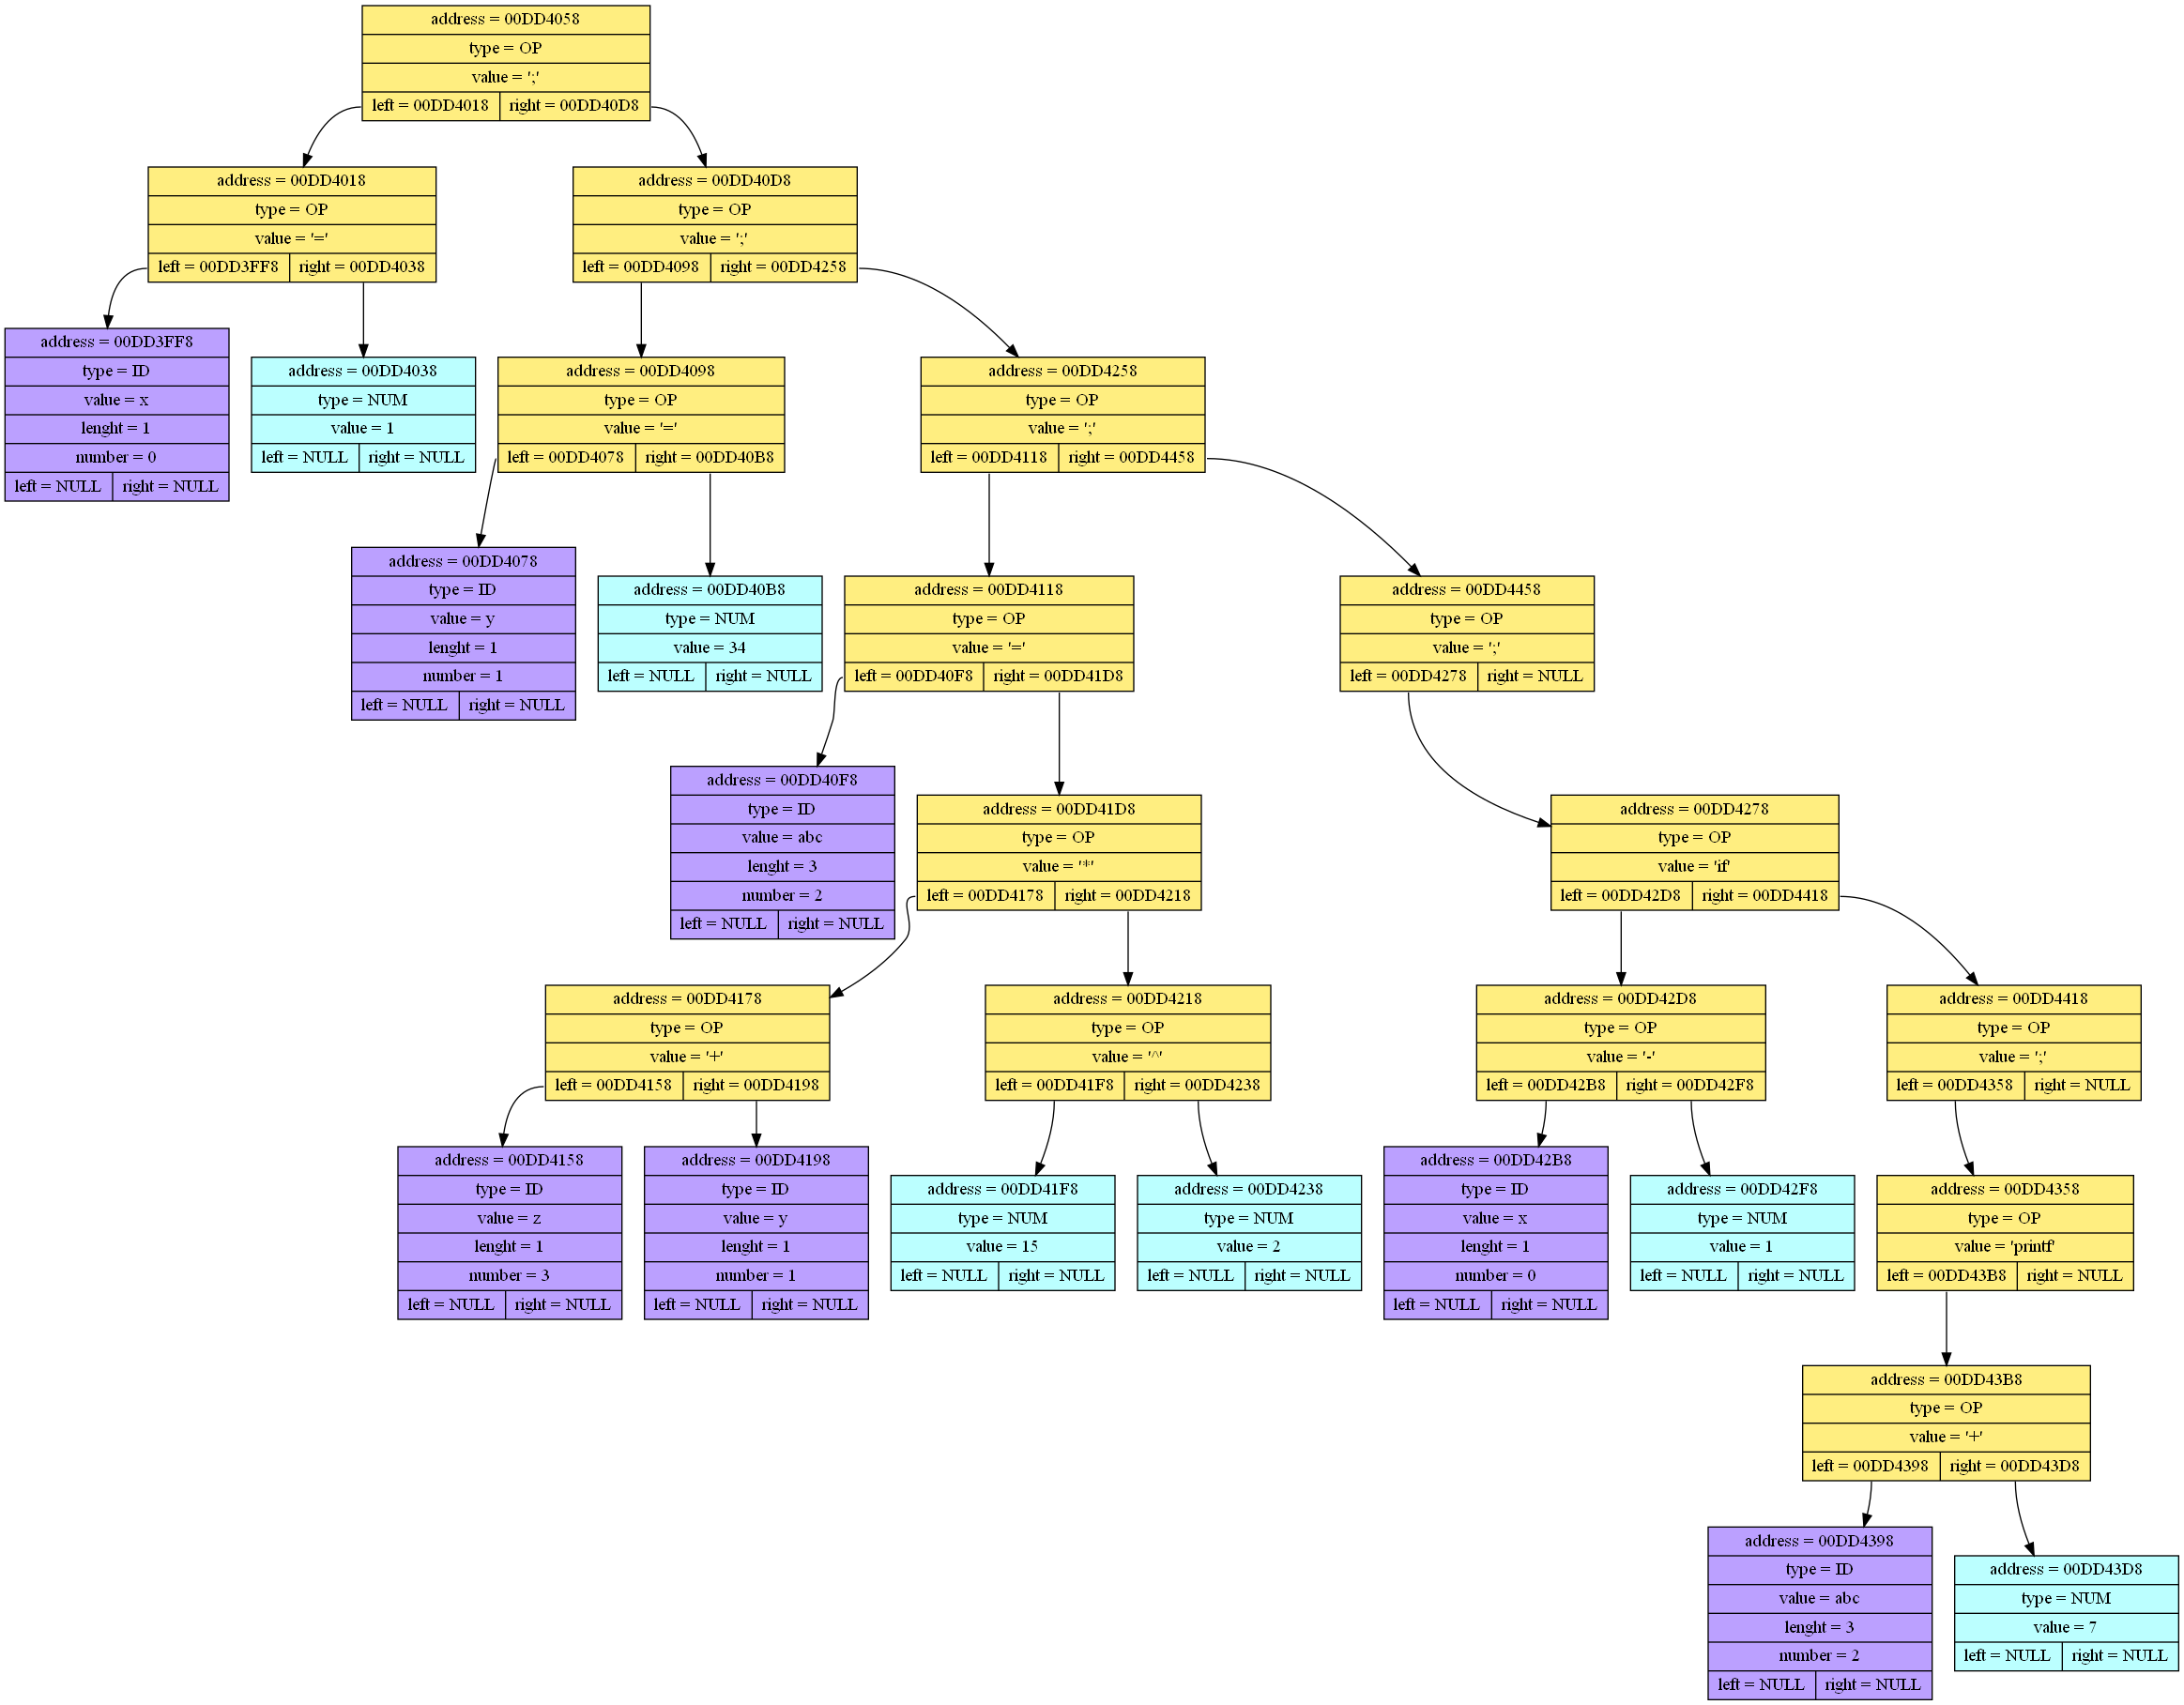 address = 00DD4058
type = OP
value = ';'
left = 00DD4018 right = 00DD40D8
address = 00DD4018
type = OP
value = '='
left = 00DD3FF8 right = 00DD4038
address = 00DD40D8
type = OP
value = ';'
left = 00DD4098 right = 00DD4258
address = 00DD3FF8
type = ID
value = x
lenght = 1
number = 0
left = NULL right = NULL
address = 00DD4038
type = NUM
value = 1
left = NULL right = NULL
address = 00DD4098
type = OP
value = '='
left = 00DD4078 right = 00DD40B8
address = 00DD4258
type = OP
value = ';'
left = 00DD4118 right = 00DD4458
address = 00DD4078
type = ID
value = y
lenght = 1
number = 1
left = NULL right = NULL
address = 00DD40B8
type = NUM
value = 34
left = NULL right = NULL
address = 00DD4118
type = OP
value = '='
left = 00DD40F8 right = 00DD41D8
address = 00DD4458
type = OP
value = ';'
left = 00DD4278 right = NULL
address = 00DD40F8
type = ID
value = abc
lenght = 3
number = 2
left = NULL right = NULL
address = 00DD41D8
type = OP
value = '*'
left = 00DD4178 right = 00DD4218
address = 00DD4278
type = OP
value = 'if'
left = 00DD42D8 right = 00DD4418
address = 00DD4178
type = OP
value = '+'
left = 00DD4158 right = 00DD4198
address = 00DD4218
type = OP
value = '^'
left = 00DD41F8 right = 00DD4238
address = 00DD42D8
type = OP
value = '-'
left = 00DD42B8 right = 00DD42F8
address = 00DD4418
type = OP
value = ';'
left = 00DD4358 right = NULL
address = 00DD4158
type = ID
value = z
lenght = 1
number = 3
left = NULL right = NULL
address = 00DD4198
type = ID
value = y
lenght = 1
number = 1
left = NULL right = NULL
address = 00DD41F8
type = NUM
value = 15
left = NULL right = NULL
address = 00DD4238
type = NUM
value = 2
left = NULL right = NULL
address = 00DD42B8
type = ID
value = x
lenght = 1
number = 0
left = NULL right = NULL
address = 00DD42F8
type = NUM
value = 1
left = NULL right = NULL
address = 00DD4358
type = OP
value = 'printf'
left = 00DD43B8 right = NULL
address = 00DD43B8
type = OP
value = '+'
left = 00DD4398 right = 00DD43D8
address = 00DD4398
type = ID
value = abc
lenght = 3
number = 2
left = NULL right = NULL
address = 00DD43D8
type = NUM
value = 7
left = NULL right = NULL